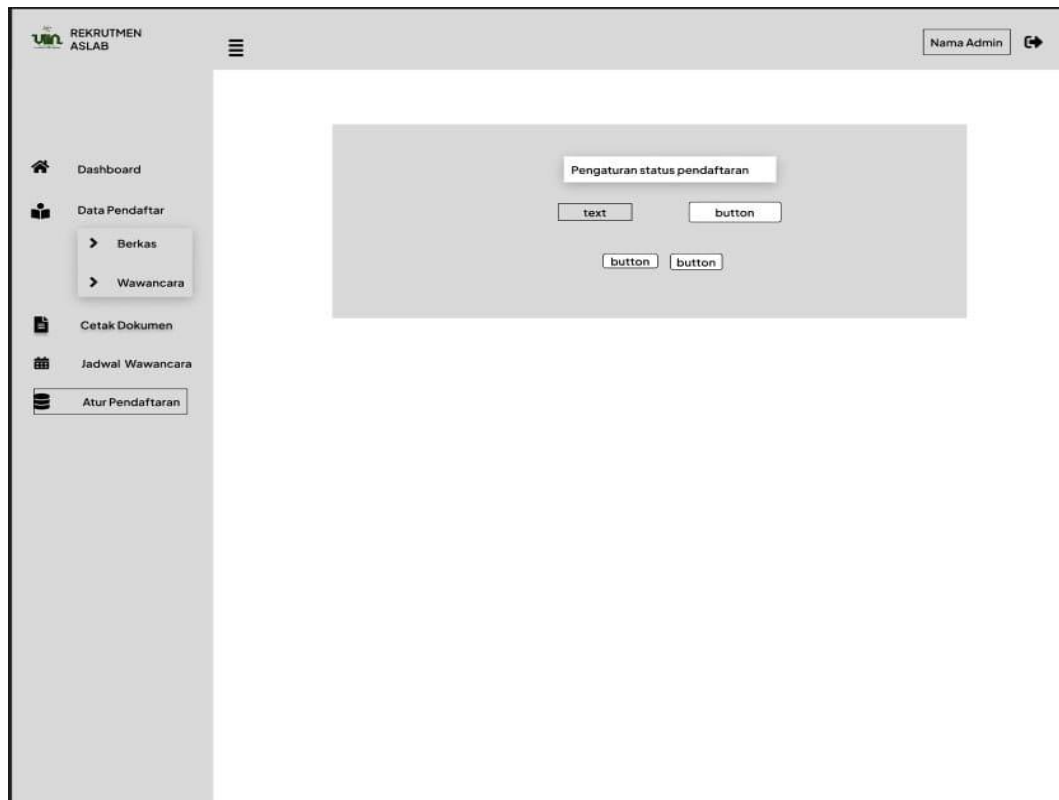 uin
REKRUTMEN
ASLAB
Nama Admin
Dashboard
Data Pendaftar
Berkas
Wawancara
Cetak Dokumen
Jadwal Wawancara
Atur Pendaftaran
Pengaturan status pendaftaran
text button
button button